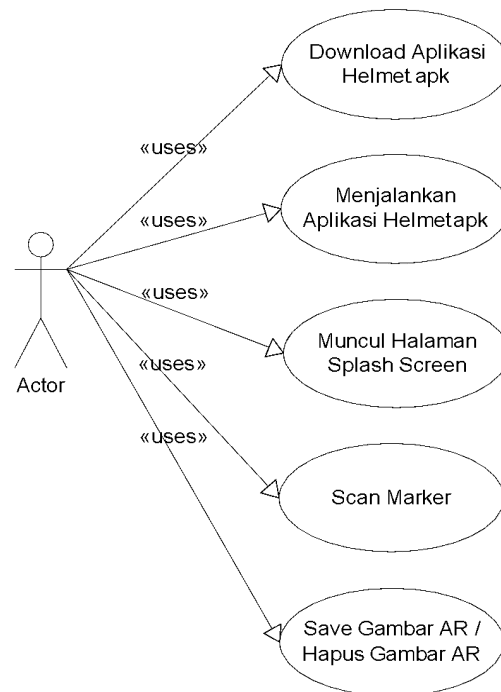 Download Aplikasi
Helmet apk
«uses»
«uses»
Menjalankan
Aplikasi Helmetapk
«uses»
Muncul Halaman
Splash Screen
«uses»
Actor
«uses»
Scan Marker
Save Gambar AR /
Hapus Gambar AR